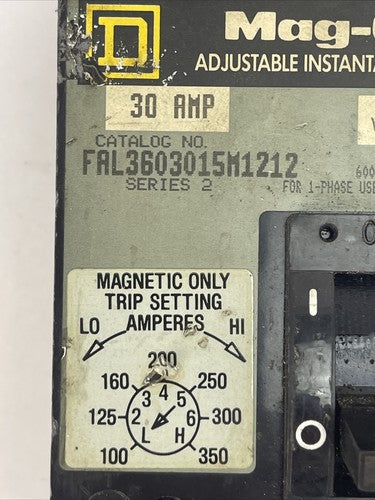 D
Mag-
ADJUSTABLE INSTANTA
30 AMP
CATALOG NO.
FAL3603015M1212
600
SERIES 2 FOR 1-PHASE USE
MAGNETIC ONLY
TRIP SETTING
LO AMPERES HI
200
160 250
3 4 5
125 2 6 300
L H
100 350
I
O